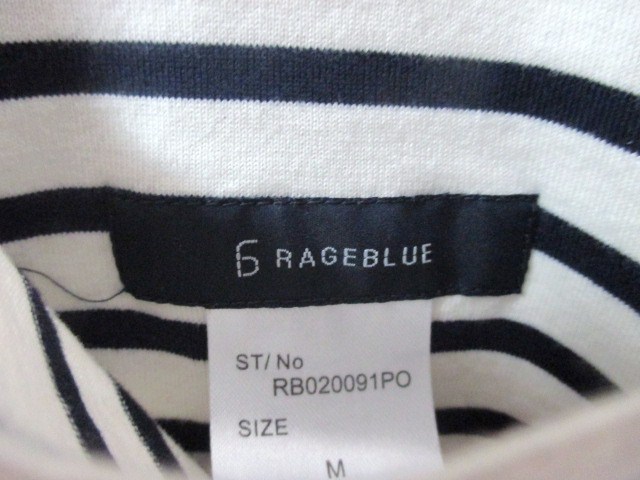 RAGEBLUE
ST/No
RB020091PO
SIZE
M